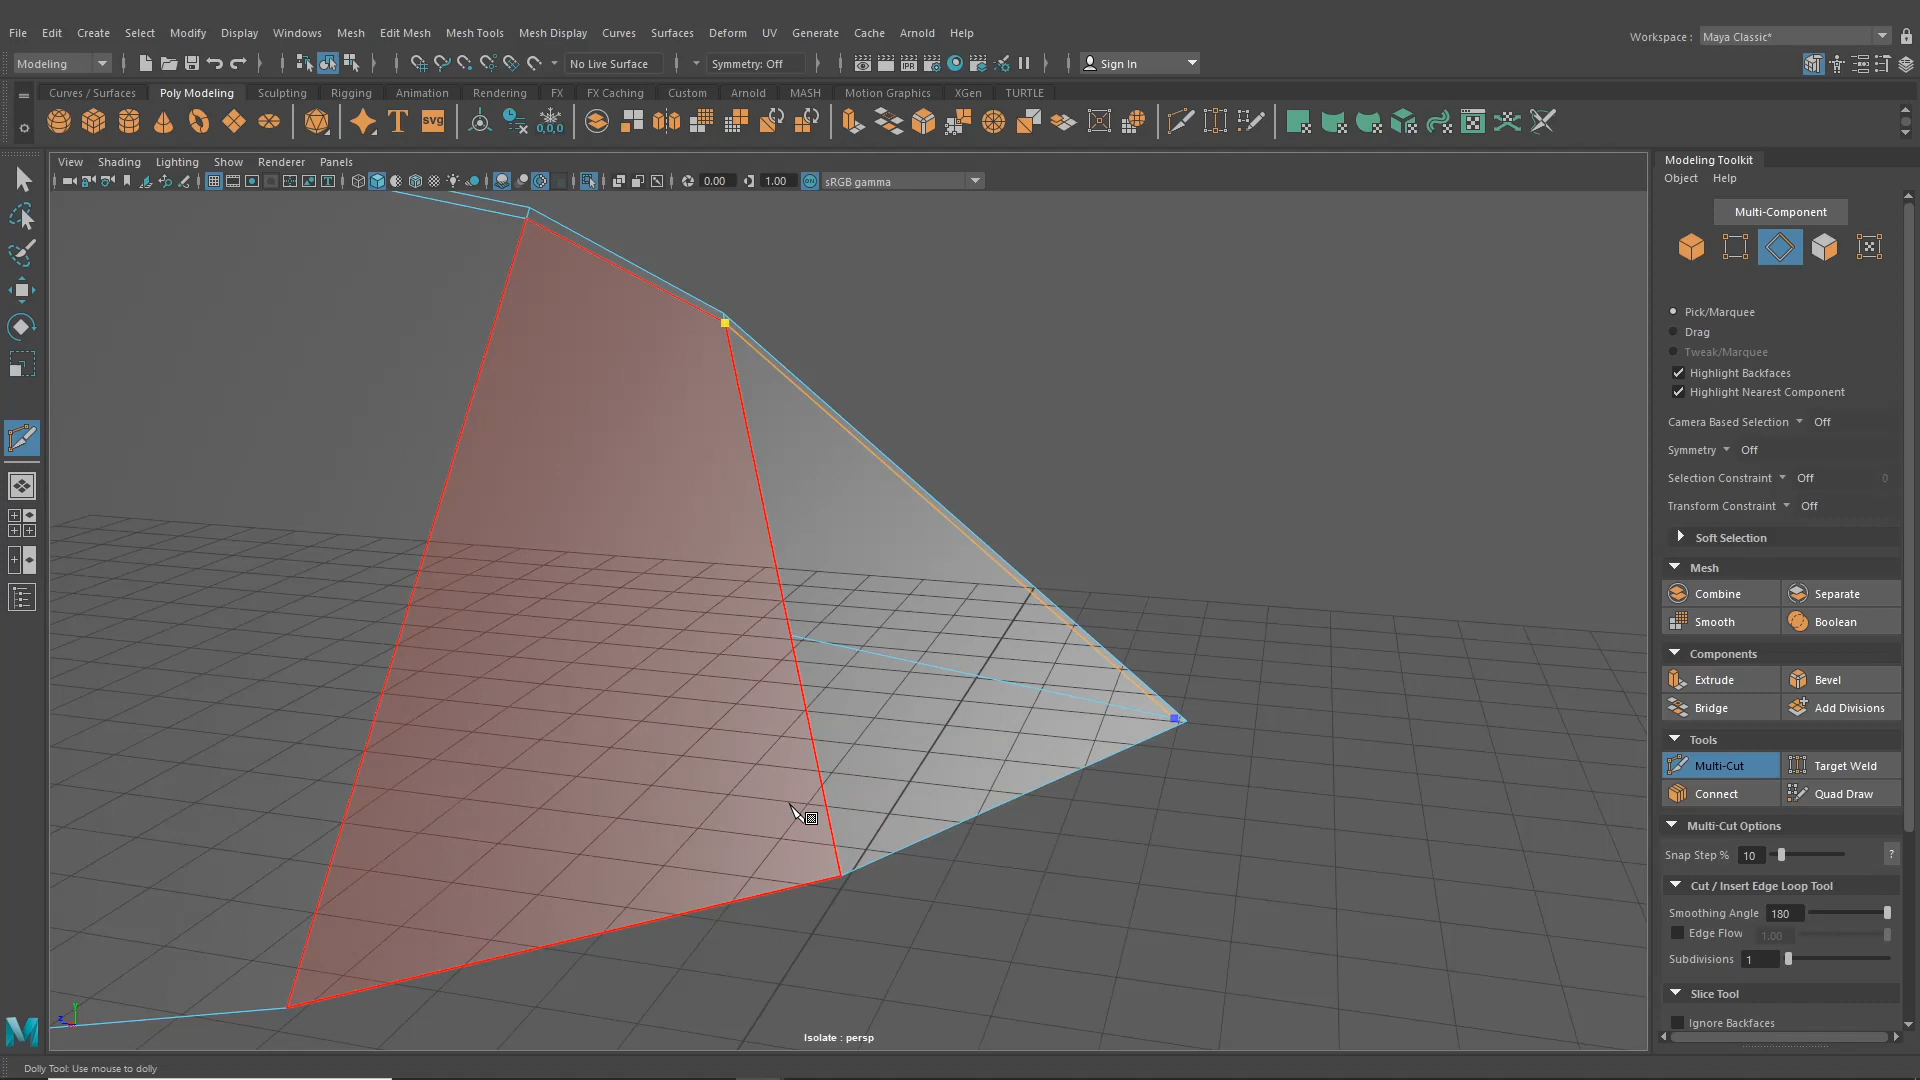 File Edit Create Select Modify Display Windows Mesh Edit Mesh Mesh Tools Mesh Display Curves Surfaces Deform UV Generate Cache Arnold Help
Workspace : Maya Classic*
Modeling No Live Surface Symmetry: Off Sign In
Curves / Surfaces Poly Modeling Sculpting Rigging Animation Rendering FX FX Caching Custom Arnold MASH Motion Graphics XGen TURTLE
T svg 0,0,0
View Shading Lighting Show Renderer Panels
0.00 1.00 sRGB gamma
Modeling Toolkit
Object Help
Multi-Component
Pick/Marquee
Drag
Tweak/Marquee
Highlight Backfaces
Highlight Nearest Component
Camera Based Selection Off
Symmetry Off
Selection Constraint Off 0
Transform Constraint Off
Soft Selection
Mesh
Combine Separate
Smooth Boolean
Components
Extrude Bevel
Bridge Add Divisions
Tools
Multi-Cut Target Weld
Connect Quad Draw
Multi-Cut Options
Snap Step % 10 ?
Cut / Insert Edge Loop Tool
Smoothing Angle 180
Edge Flow 1.00
Subdivisions 1
Slice Tool
Ignore Backfaces
Isolate : persp
Dolly Tool: Use mouse to dolly